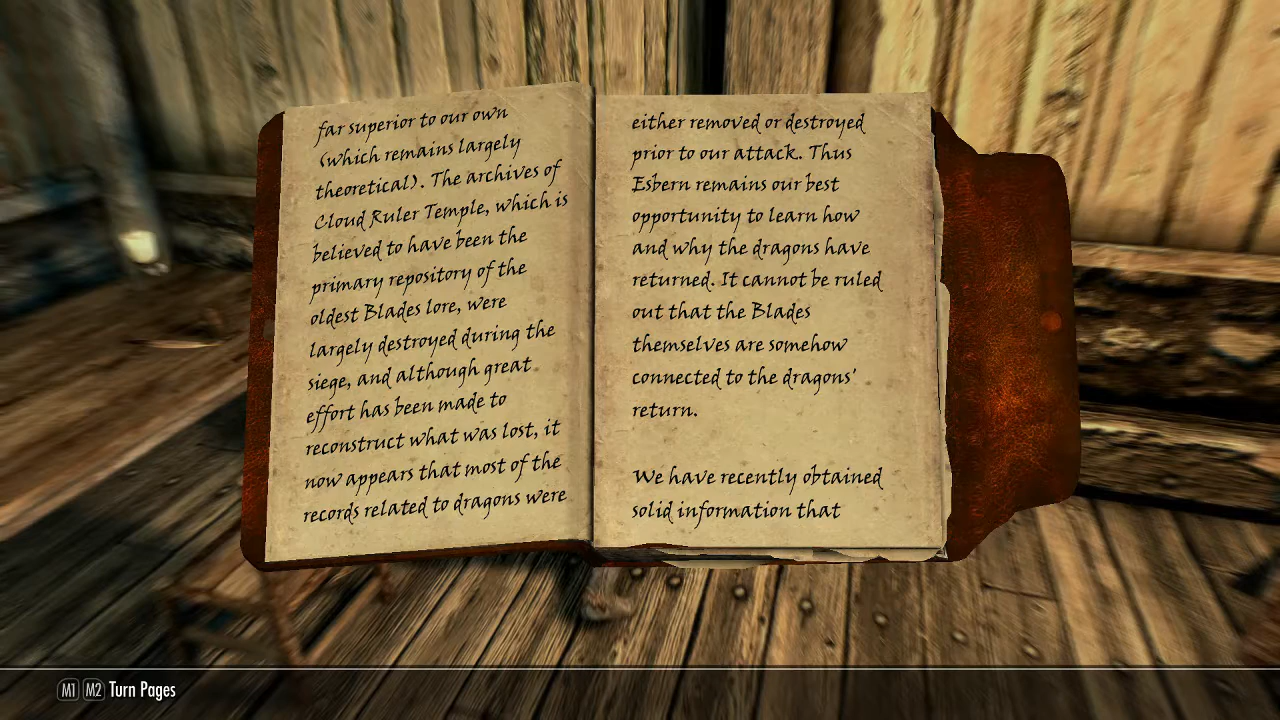 far superior to our own
(which remains largely
theoretical). The archives of
Cloud Ruler Temple, which is
believed to have been the
primary repository of the
oldest Blades lore, were
largely destroyed during the
siege, and although great
effort has been made to
reconstruct what was lost, it
now appears that most of the
records related to dragons were
either removed or destroyed
prior to our attack. Thus
Esbern remains our best
opportunity to learn how
and why the dragons have
returned. It cannot be ruled
out that the Blades
themselves are somehow
connected to the dragons'
return.
We have recently obtained
solid information that
M1 M2 Turn Pages